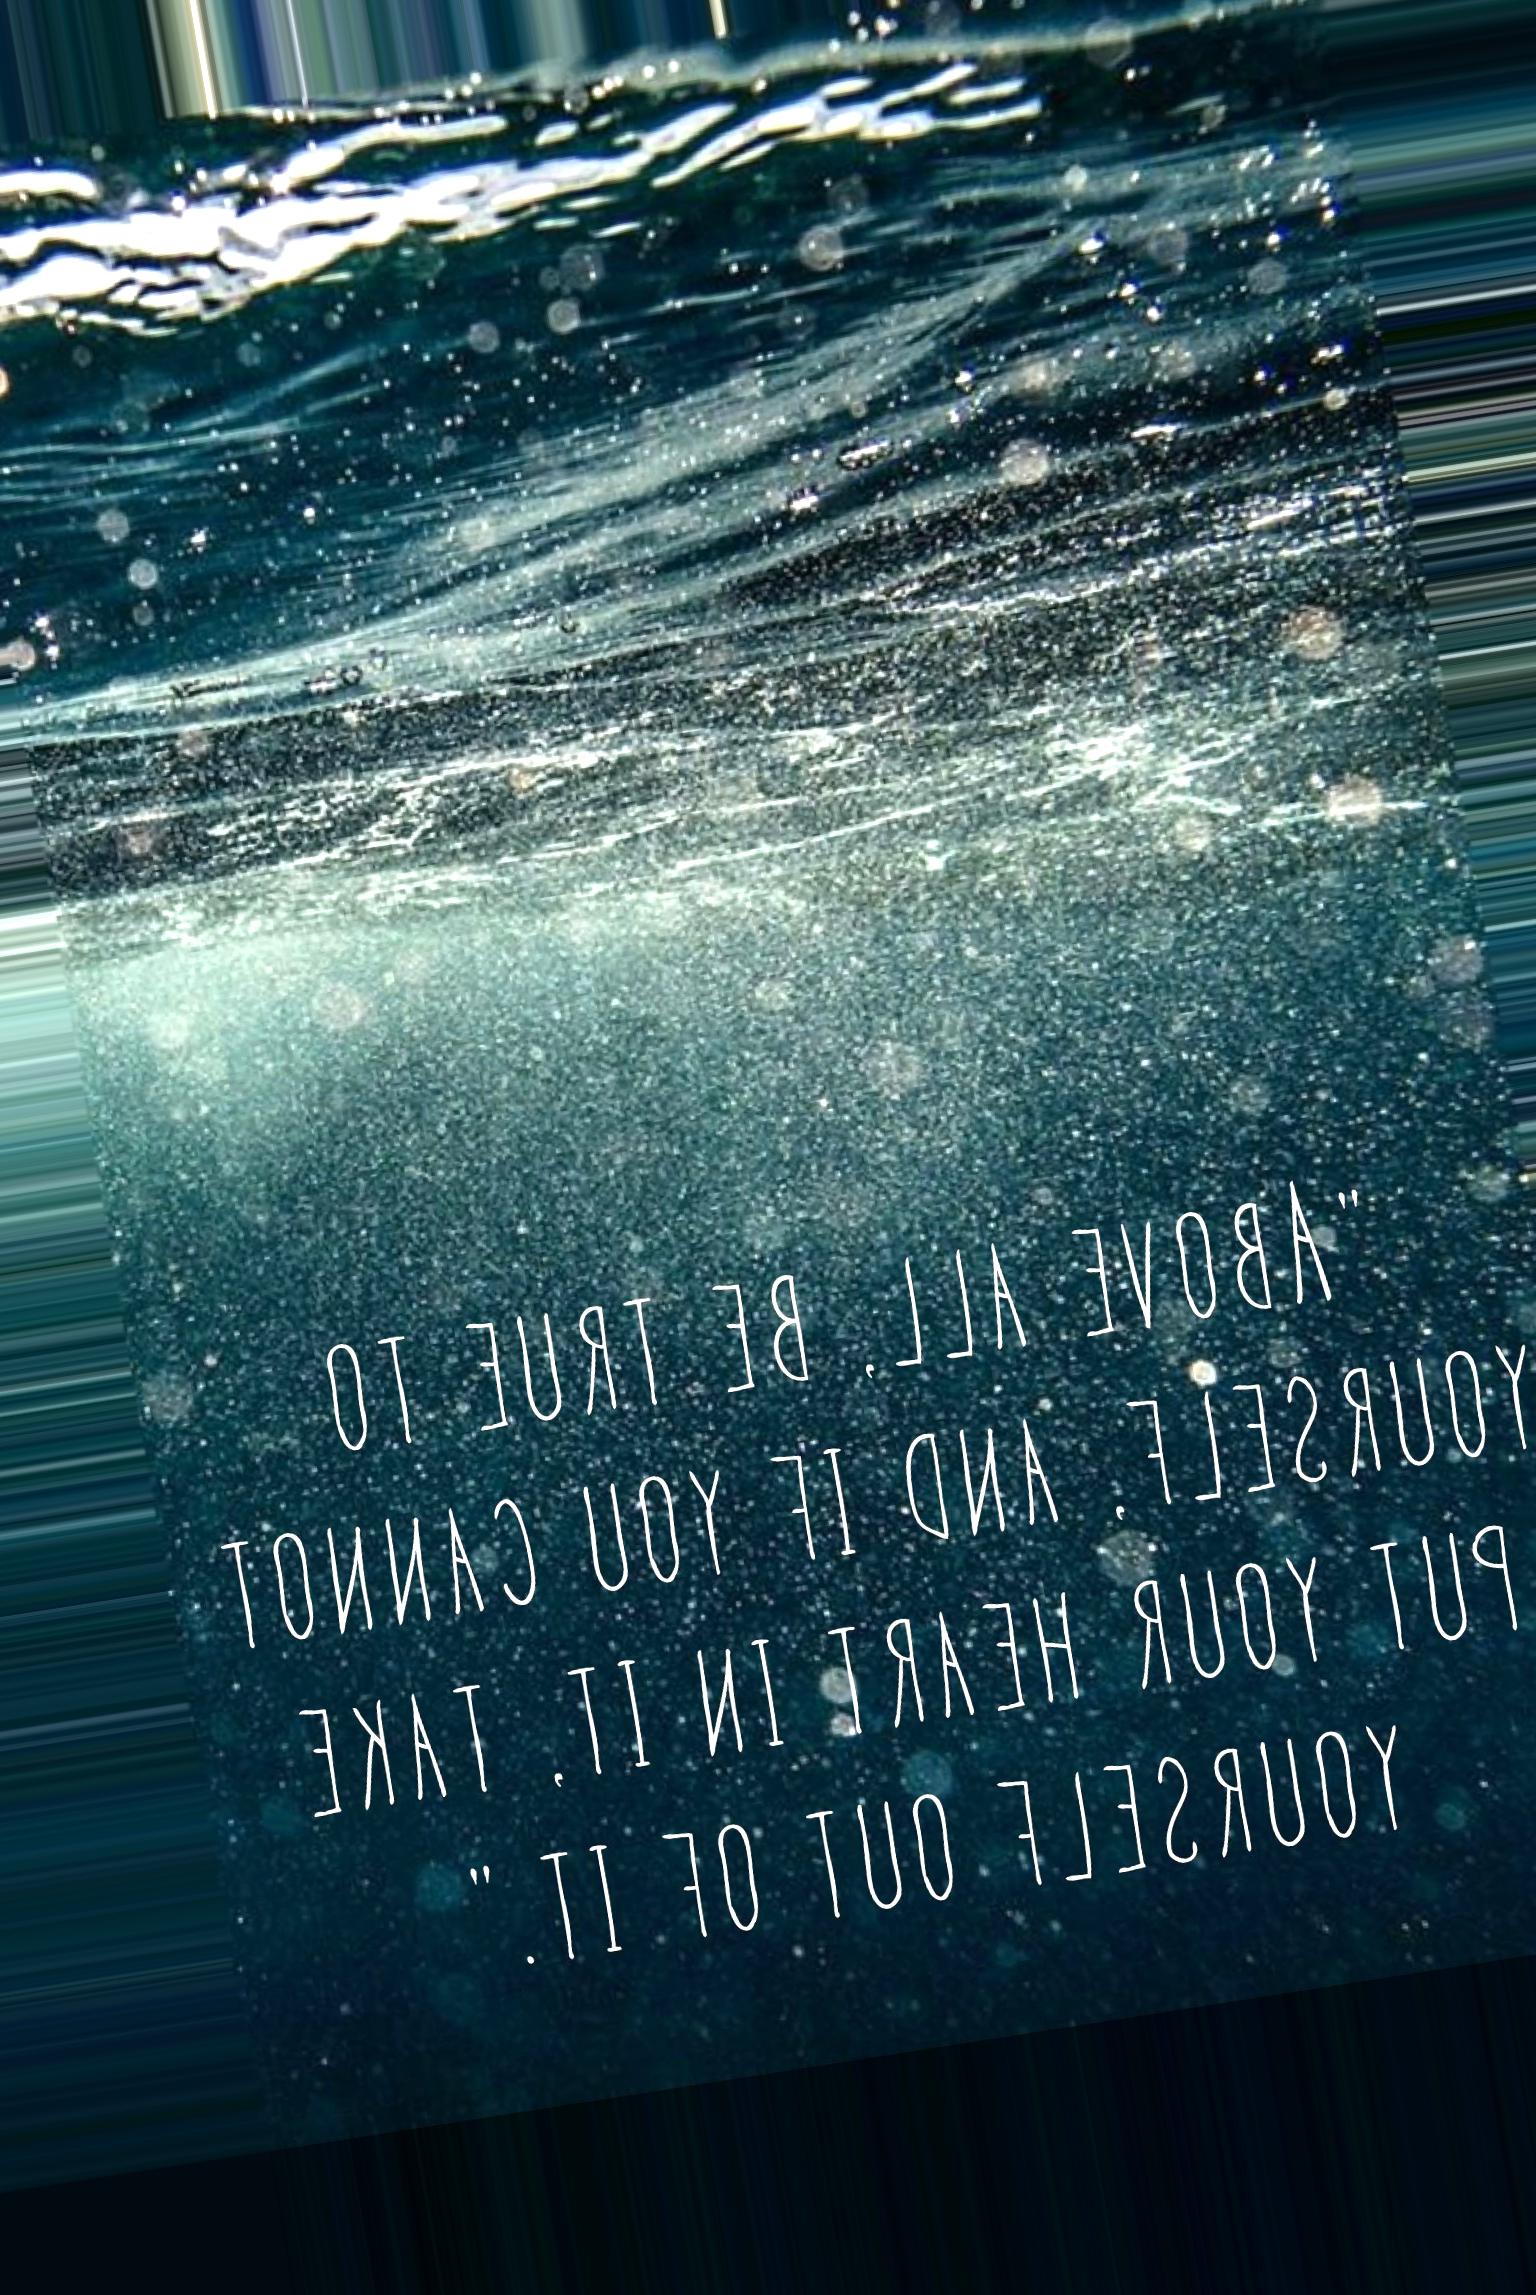 "ABOVE ALL, BE TRUE TO
YOURSELF, AND IF YOU CANNOT
PUT YOUR HEART IN IT, TAKE
YOURSELF OUT OF IT."